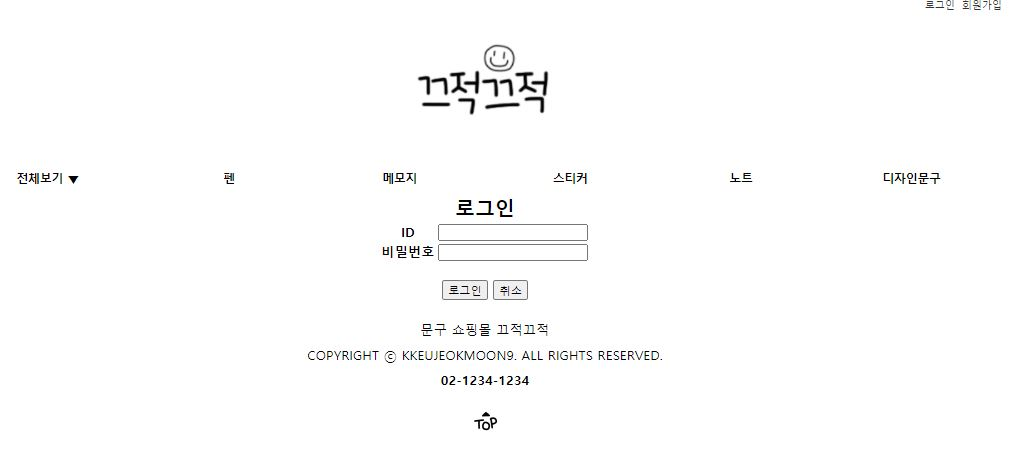 로그인 회원가입
끄적끄적
전체보기 ▼ 펜 메모지 스티커 노트 디자인문구
로그인
ID
비밀번호
로그인 취소
문구 쇼핑몰 끄적끄적
COPYRIGHT ⓒ KKEUJEOKMOON9. ALL RIGHTS RESERVED.
02-1234-1234
TOP